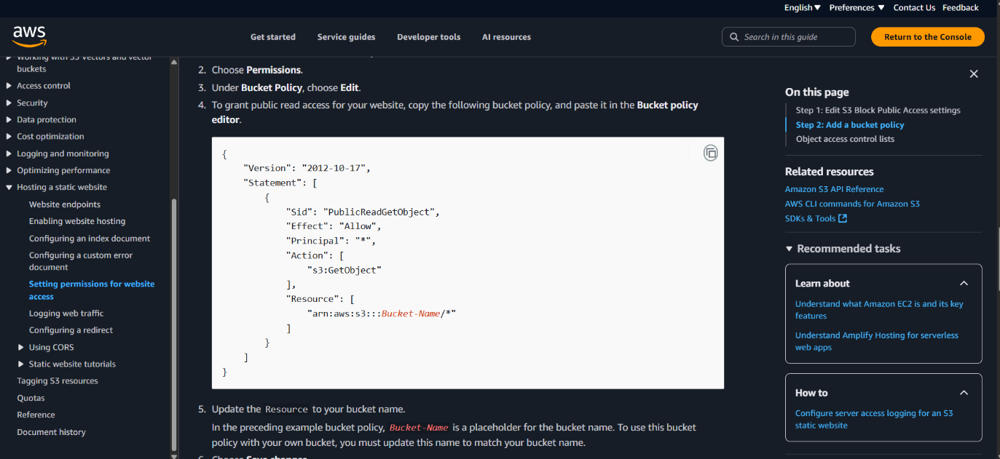 English Preferences Contact Us Feedback
aws
Get started Service guides Developer tools AI resources
Search in this guide
Return to the Console
Working with S3 Vectors and vector
buckets
Access control
Security
Data protection
Cost optimization
Logging and monitoring
Optimizing performance
Hosting a static website
Website endpoints
Enabling website hosting
Configuring an index document
Configuring a custom error
document
Setting permissions for website
access
Logging web traffic
Configuring a redirect
Using CORS
Static website tutorials
Tagging S3 resources
Quotas
Reference
Document history
2. Choose Permissions.
3. Under Bucket Policy, choose Edit.
4. To grant public read access for your website, copy the following bucket policy, and paste it in the Bucket policy
editor.
{
    "Version": "2012-10-17",
    "Statement": [
        {
            "Sid": "PublicReadGetObject",
            "Effect": "Allow",
            "Principal": "*",
            "Action": [
                "s3:GetObject"
            ],
            "Resource": [
                "arn:aws:s3:::Bucket-Name/*"
            ]
        }
    ]
}
5. Update the Resource to your bucket name.
In the preceding example bucket policy, Bucket-Name is a placeholder for the bucket name. To use this bucket
policy with your own bucket, you must update this name to match your bucket name.
6. Choose Save changes.
On this page
Step 1: Edit S3 Block Public Access settings
Step 2: Add a bucket policy
Object access control lists
Related resources
Amazon S3 API Reference
AWS CLI commands for Amazon S3
SDKs & Tools
Recommended tasks
Learn about
Understand what Amazon EC2 is and its key
features
Understand Amplify Hosting for serverless
web apps
How to
Configure server access logging for an S3
static website